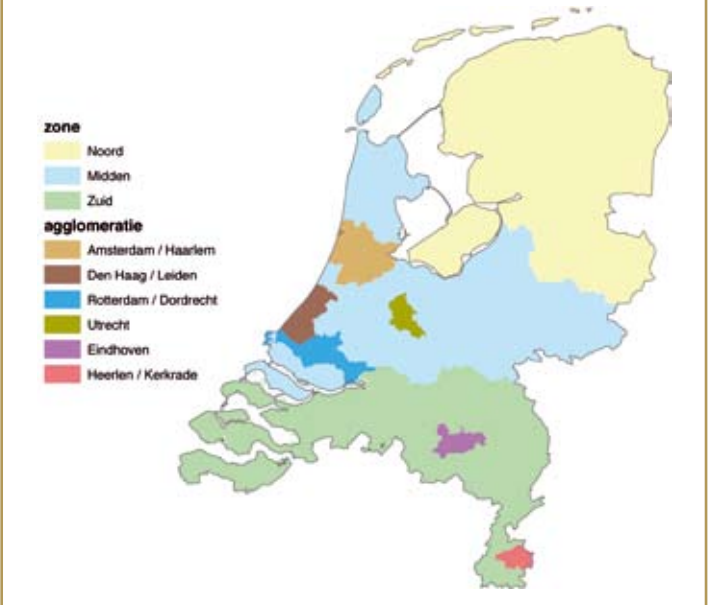 zone
Noord
Midden
Zuid
agglomeratie
Amsterdam / Haarlem
Den Haag / Leiden
Rotterdam / Dordrecht
Utrecht
Eindhoven
Heerlen / Kerkrade